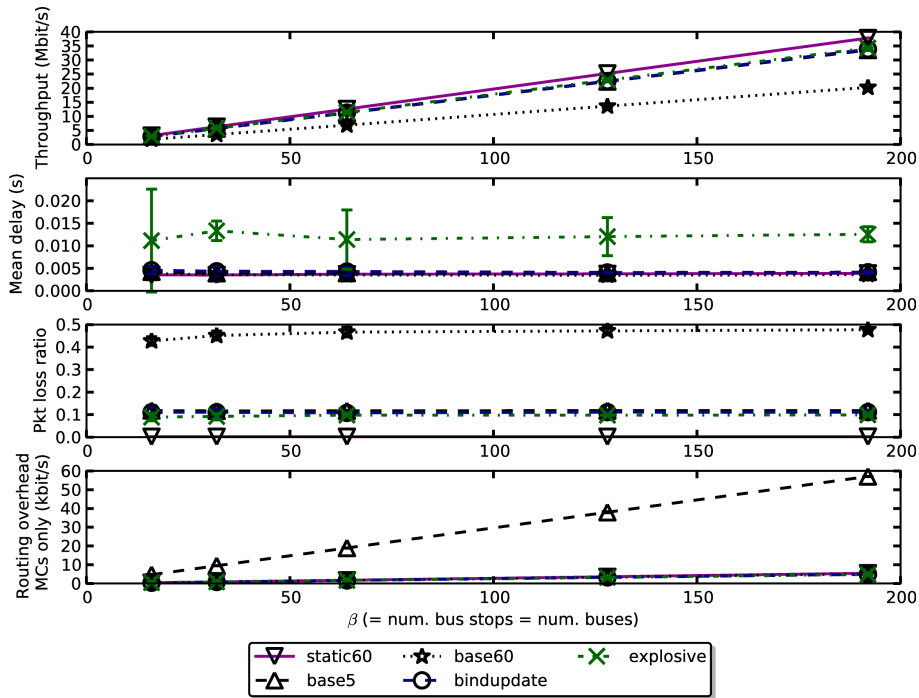 Throughput (Mbit/s)
40
35
30
25
20
15
10
5
0
0 50 100 150 200
Mean delay (s)
0.020
0.015
0.010
0.005
0.000
0 50 100 150 200
Pkt loss ratio
0.5
0.4
0.3
0.2
0.1
0.0
0 50 100 150 200
Routing overhead
MCs only (kbit/s)
60
50
40
30
20
10
0
0 50 100 150 200
β (= num. bus stops = num. buses)
static60 base60 explosive
base5 bindupdate